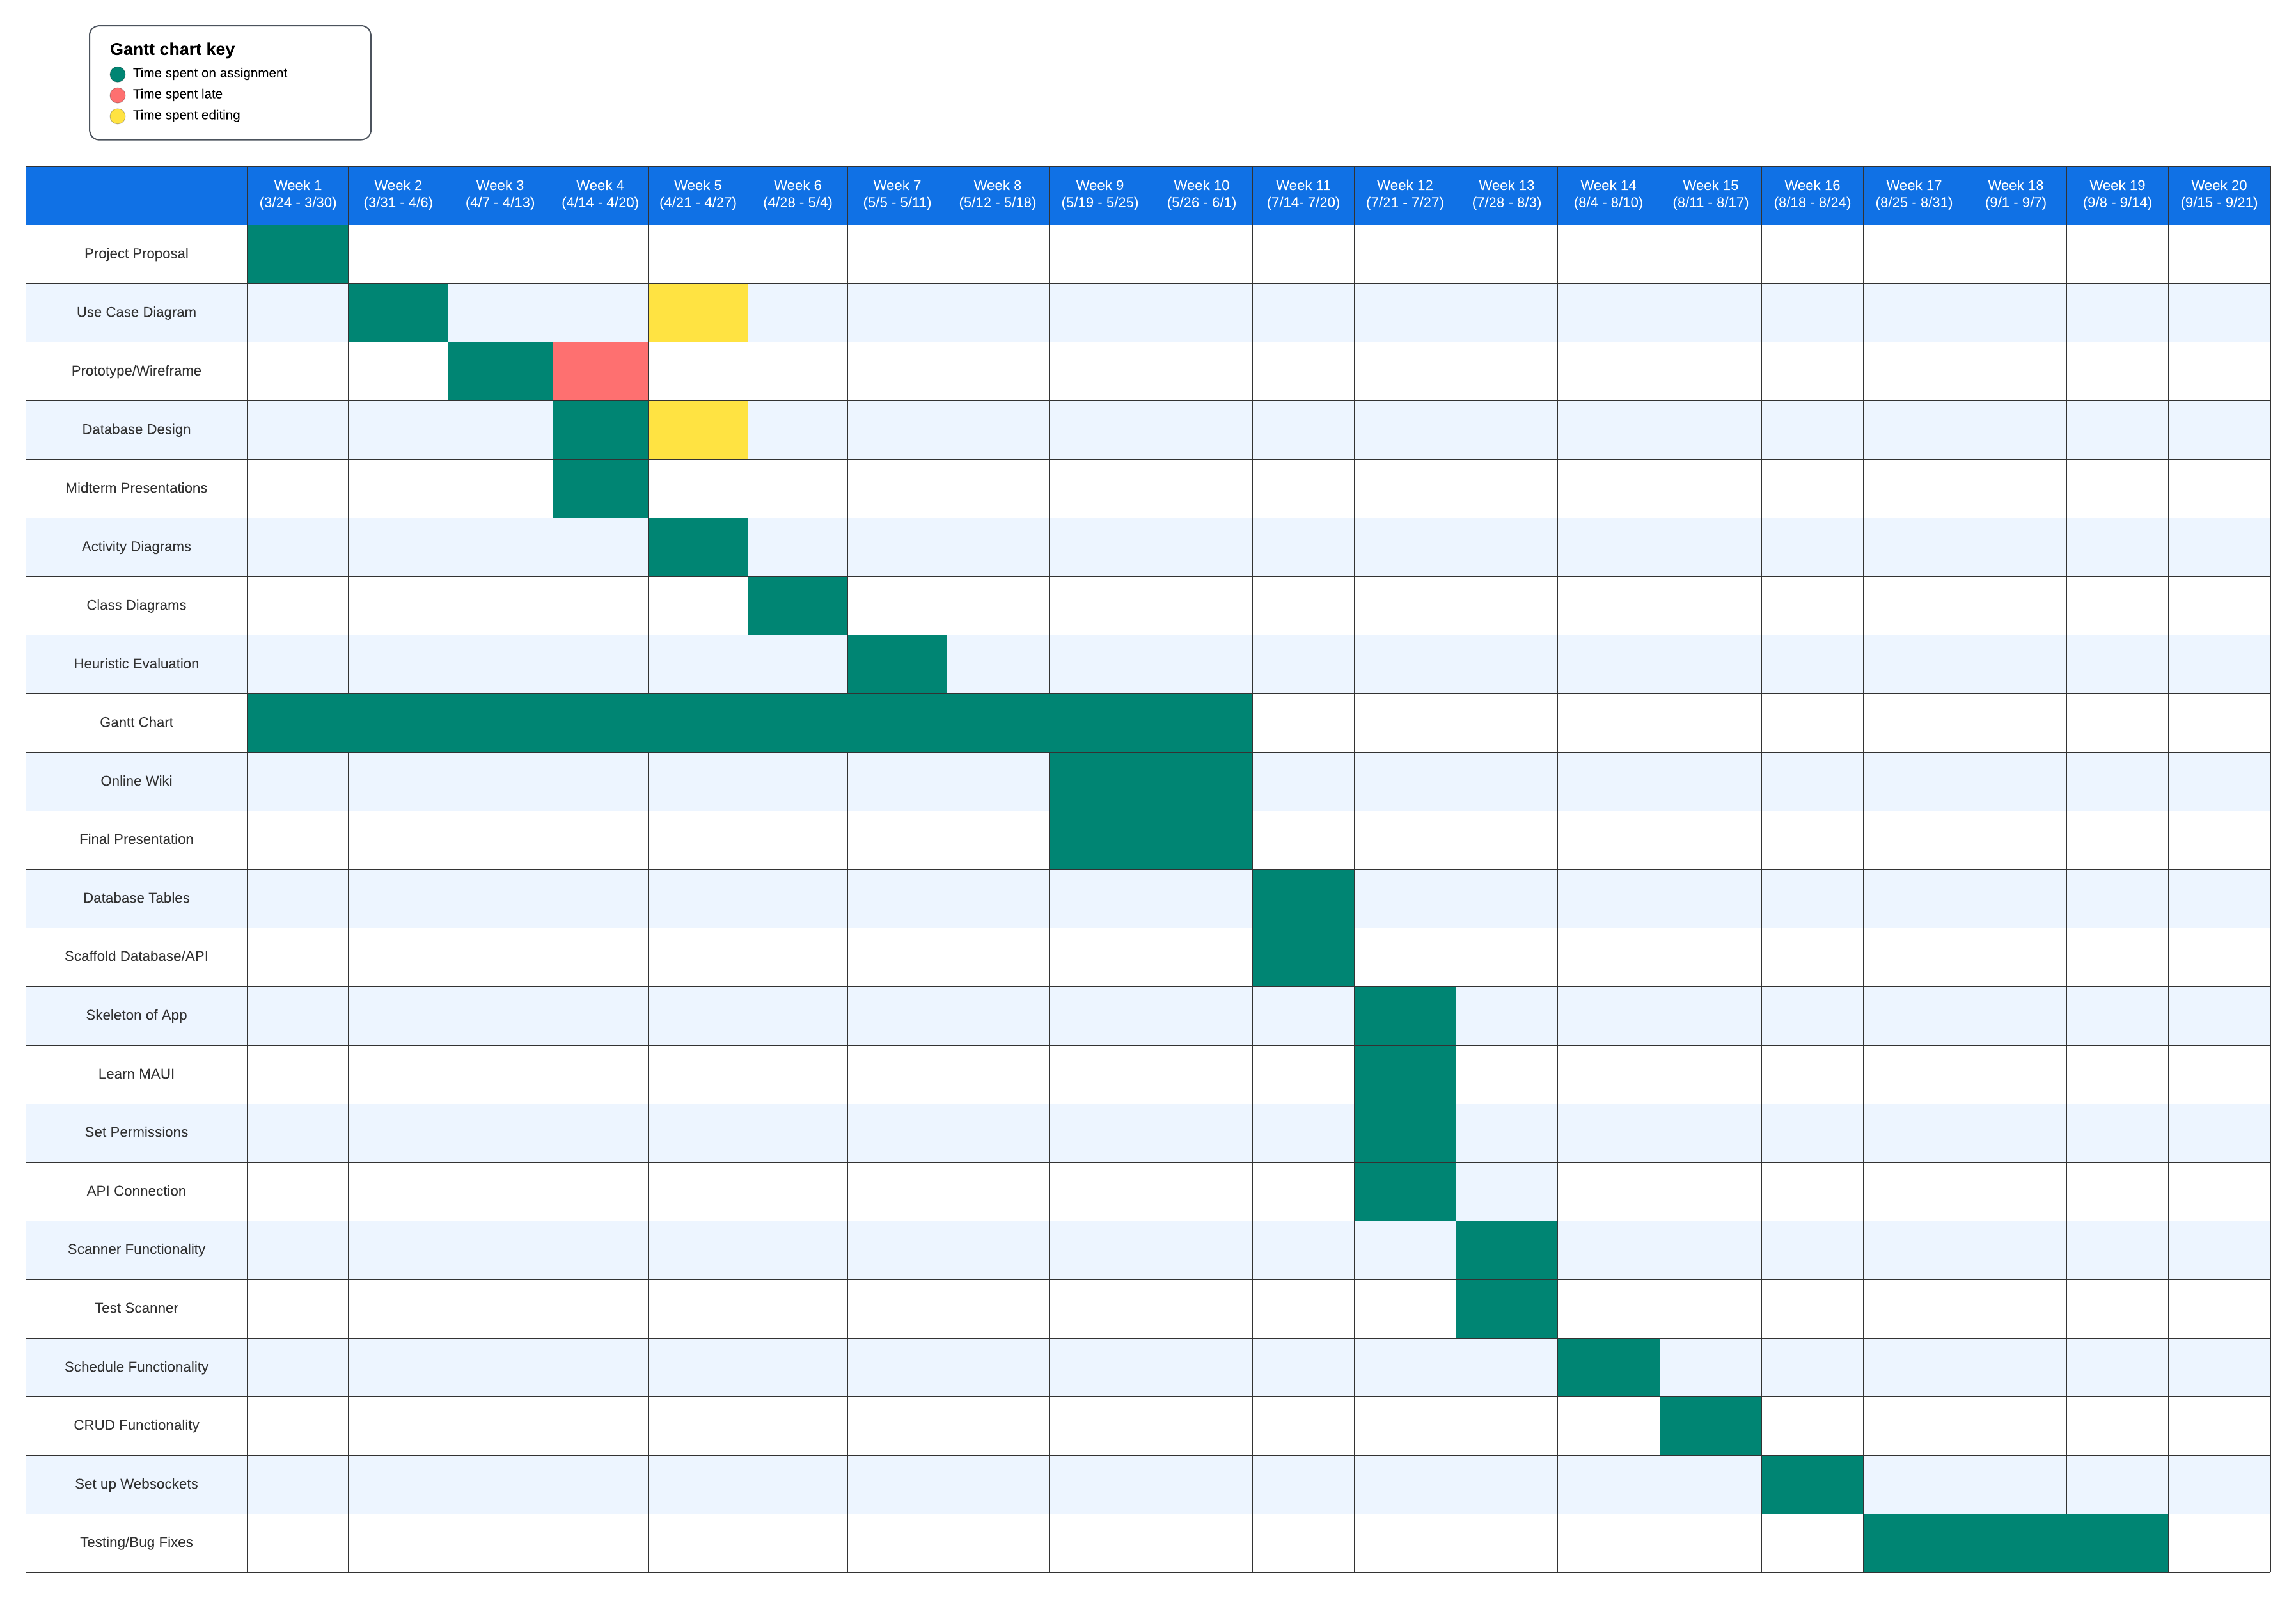 Gantt chart key
Time spent on assignment
Time spent late
Time spent editing
Week 1 Week 2 Week 3 Week 4 Week 5 Week 6 Week 7 Week 8 Week 9 Week 10 Week 11 Week 12 Week 13 Week 14 Week 15 Week 16 Week 17 Week 18 Week 19 Week 20
(3/24 - 3/30) (3/31 - 4/6) (4/7 - 4/13) (4/14 - 4/20) (4/21 - 4/27) (4/28 - 5/4) (5/5 - 5/11) (5/12 - 5/18) (5/19 - 5/25) (5/26 - 6/1) (7/14- 7/20) (7/21 - 7/27) (7/28 - 8/3) (8/4 - 8/10) (8/11 - 8/17) (8/18 - 8/24) (8/25 - 8/31) (9/1 - 9/7) (9/8 - 9/14) (9/15 - 9/21)
Project Proposal
Use Case Diagram
Prototype/Wireframe
Database Design
Midterm Presentations
Activity Diagrams
Class Diagrams
Heuristic Evaluation
Gantt Chart
Online Wiki
Final Presentation
Database Tables
Scaffold Database/API
Skeleton of App
Learn MAUI
Set Permissions
API Connection
Scanner Functionality
Test Scanner
Schedule Functionality
CRUD Functionality
Set up Websockets
Testing/Bug Fixes